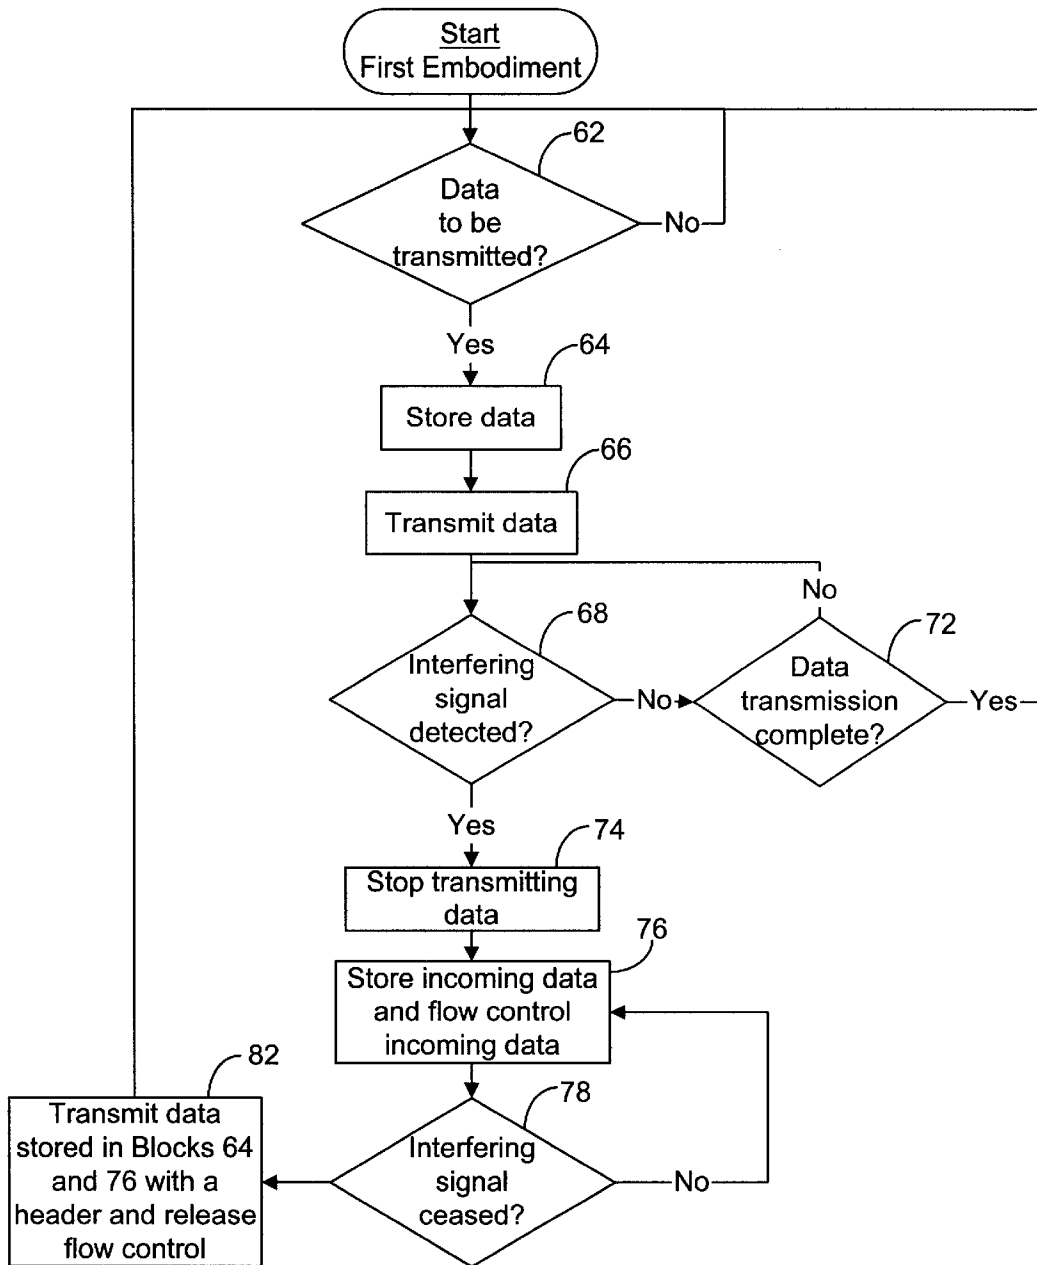 Start
First Embodiment
62
Data
to be
transmitted?
No
Yes
64
Store data
66
Transmit data
No
68
72
Interfering
signal
detected?
No
Data
transmission
complete?
Yes
Yes
74
Stop transmitting
data
76
Store incoming data
and flow control
incoming data
82
78
Transmit data
stored in Blocks 64
and 76 with a
header and release
flow control
Interfering
signal
ceased?
No